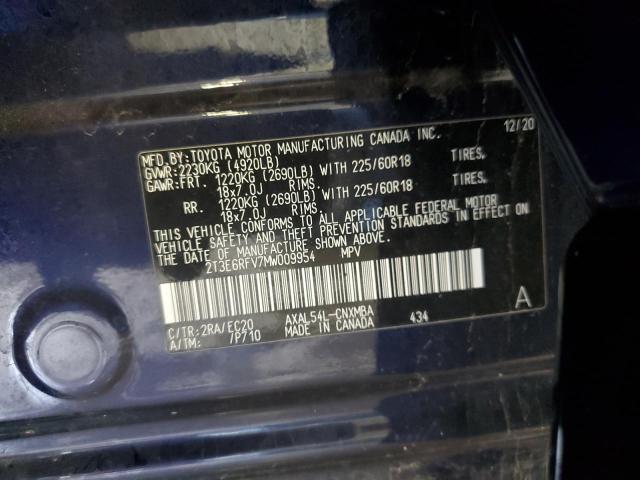 MFD. BY: TOYOTA MOTOR MANUFACTURING CANADA INC. 12/20
GVWR: 2230KG (4920LB)
GAWR: FRT. 1220KG (2690LB) WITH 225/60R18 TIRES.
18x7.0J RIMS.
RR. 1220KG (2690LB) WITH 225/60R18 TIRES.
18x7.0J RIMS.
THIS VEHICLE CONFORMS TO ALL APPLICABLE FEDERAL MOTOR
VEHICLE SAFETY AND THEFT PREVENTION STANDARDS IN EFFECT ON
THE DATE OF MANUFACTURE SHOWN ABOVE.
2T3E6RFV7MW009954 MPV
A
C/TR: 2RA/EC20 AXAL54L-CNXMBA 434
A/TM: /P710 MADE IN CANADA